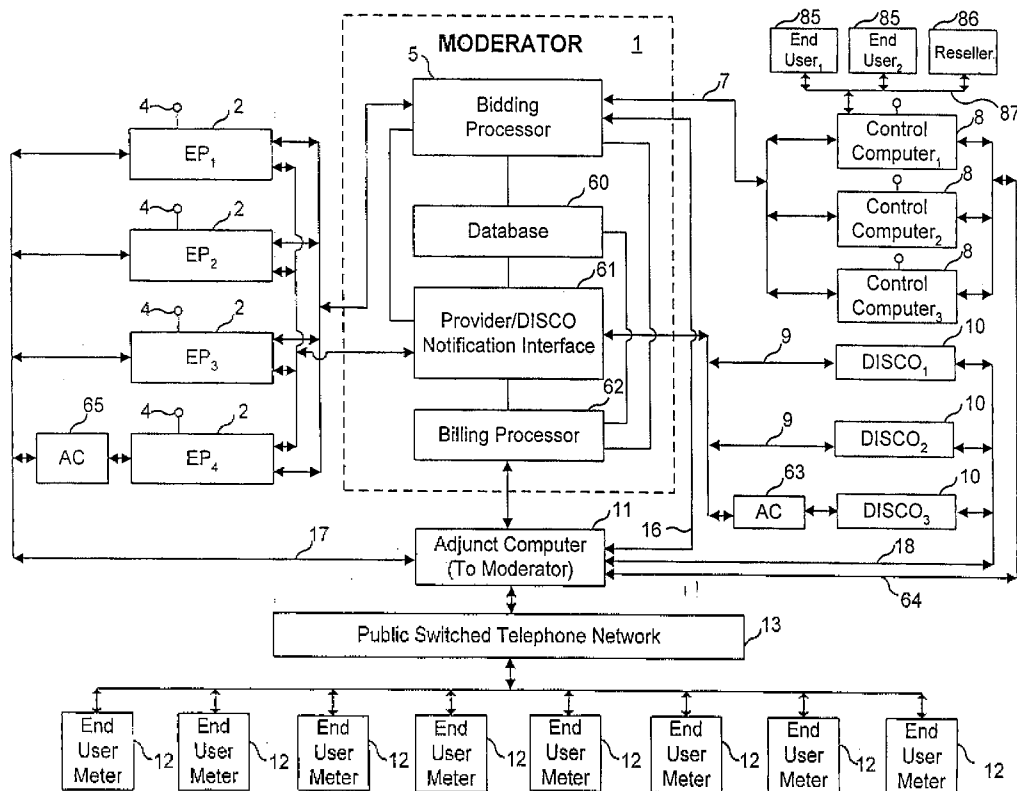 MODERATOR 1
5
Bidding
Processor
60
Database
61
Provider/DISCO
Notification Interface
62
Billing Processor
4 2
EP1
4 2
EP2
4 2
EP3
65
AC
4 2
EP4
85
End
User1
85
End
User2
86
Reseller
87
7
8
Control
Computer1
8
Control
Computer2
8
Control
Computer3
9
10
DISCO1
9
10
DISCO2
63
AC
10
DISCO3
11
Adjunct Computer
(To Moderator)
16
17
18
64
Public Switched Telephone Network
13
End
User
Meter
12
End
User
Meter
12
End
User
Meter
12
End
User
Meter
12
End
User
Meter
12
End
User
Meter
12
End
User
Meter
12
End
User
Meter
12